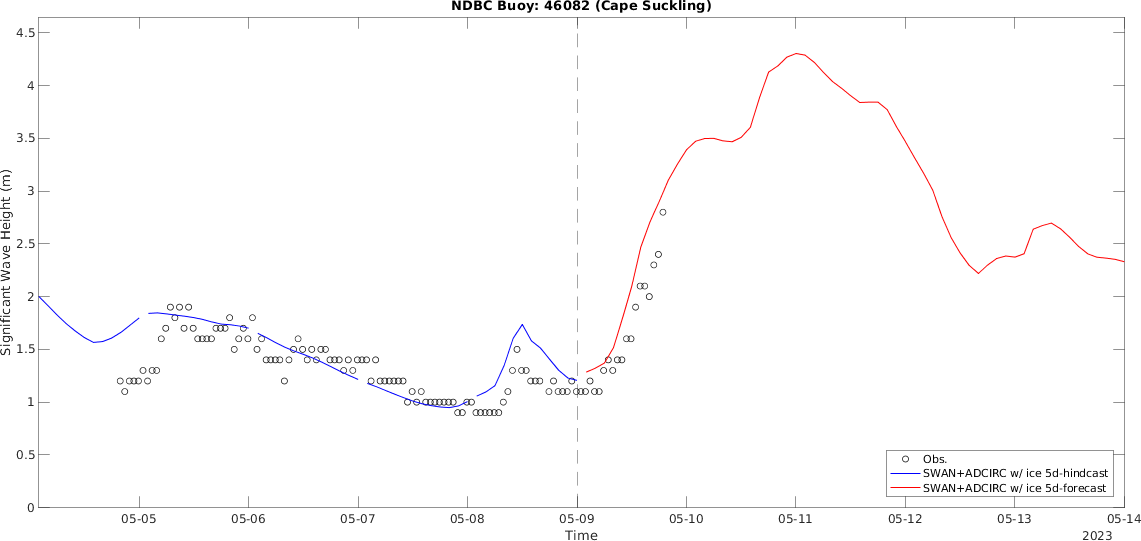 NDBC Buoy: 46082 (Cape Suckling)
4.5
4
3.5
3
2.5
2
1.5
1
0.5
0
Significant Wave Height (m)
Obs.
SWAN+ADCIRC w/ ice 5d-hindcast
SWAN+ADCIRC w/ ice 5d-forecast
05-05 05-06 05-07 05-08 05-09 05-10 05-11 05-12 05-13 05-14
Time 2023